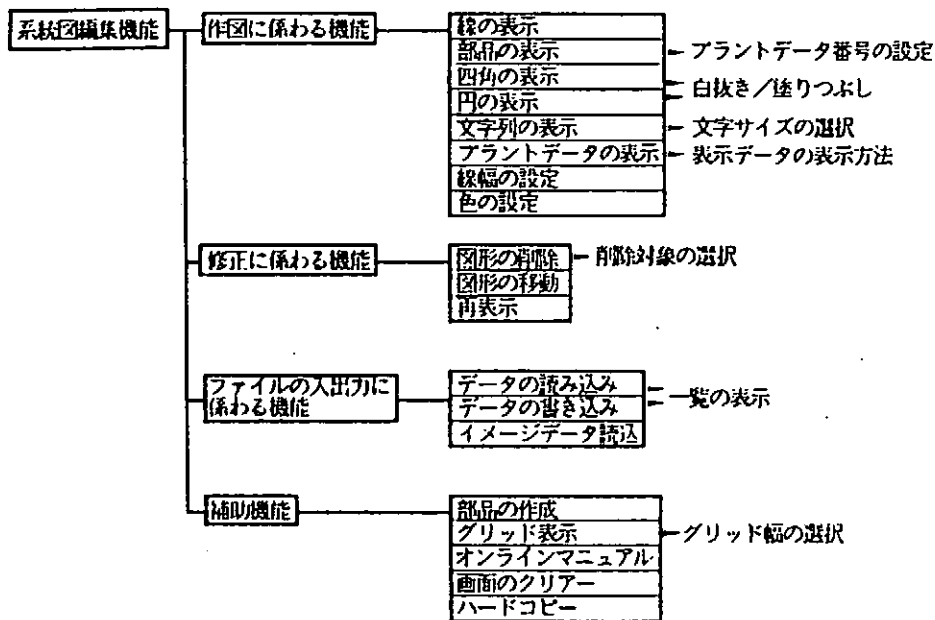 系統図編集機能
作図に係わる機能
線の表示
部品の表示
プラントデータ番号の設定
四角の表示
円の表示
白抜き／塗りつぶし
文字列の表示
文字サイズの選択
プラントデータの表示
表示データの表示方法
線幅の設定
色の設定
修正に係わる機能
図形の削除
削除対象の選択
図形の移動
再表示
ファイルの入出力に
係わる機能
データの読み込み
データの書き込み
一覧の表示
イメージデータ読込
補助機能
部品の作成
グリッド表示
グリッド幅の選択
オンラインマニュアル
画面のクリアー
ハードコピー